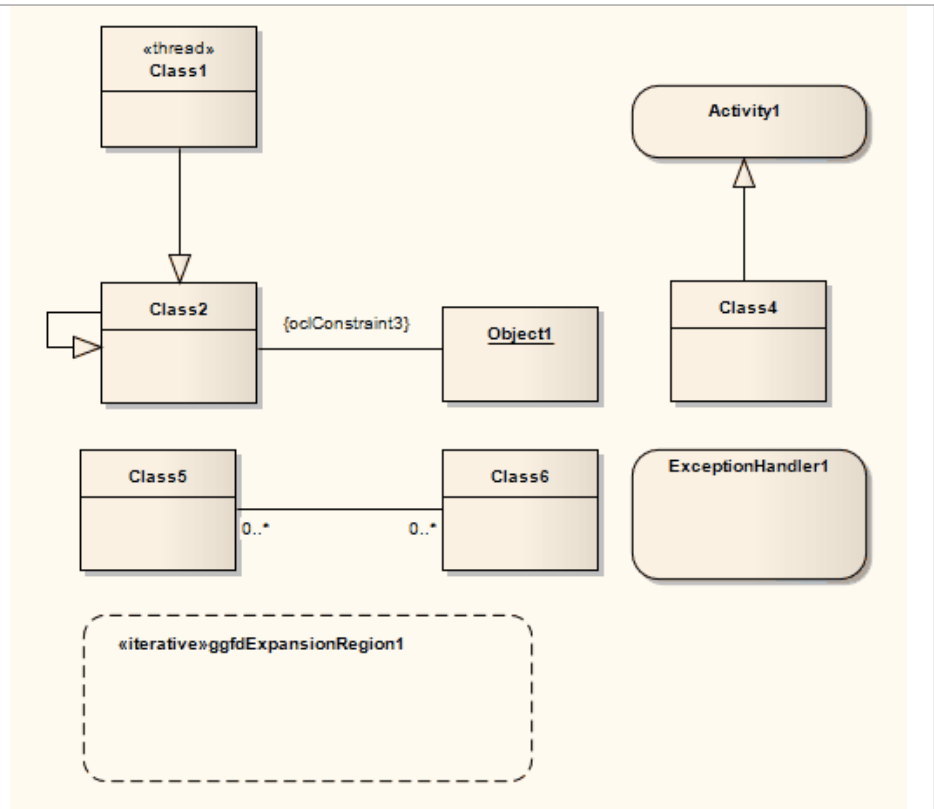 «thread»
Class1
Activity1
Class2
{oclConstraint3}
Object1
Class4
Class5
Class6
ExceptionHandler1
0..*
0..*
«iterative»ggfdExpansionRegion1